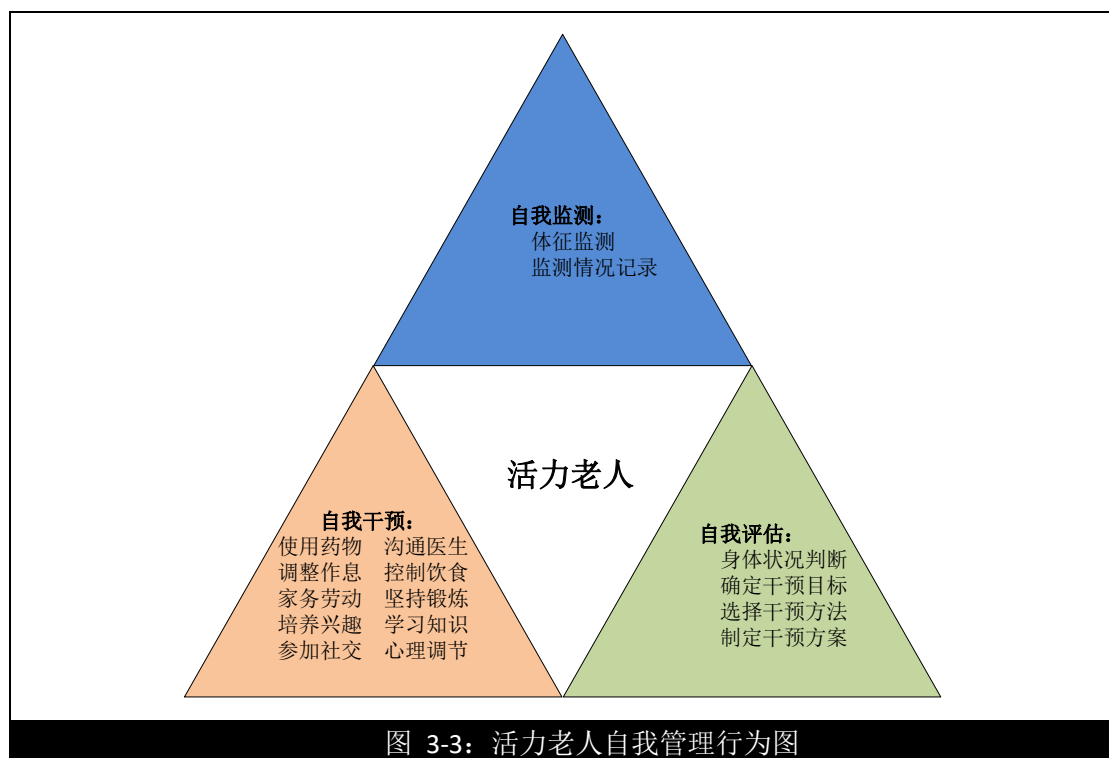 自我监测：
体征监测
监测情况记录
活力老人
自我干预：
使用药物 沟通医生
调整作息 控制饮食
家务劳动 坚持锻炼
培养兴趣 学习知识
参加社交 心理调节
自我评估：
身体状况判断
确定干预目标
选择干预方法
制定干预方案
图 3-3：活力老人自我管理行为图